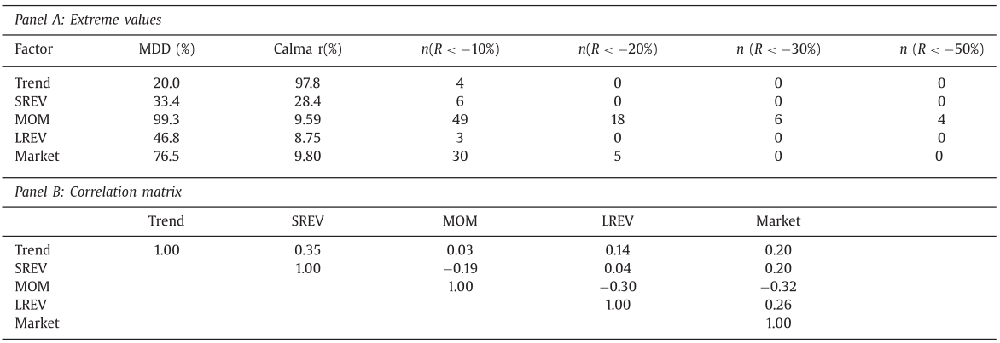 Panel A: Extreme values
Factor MDD (%) Calma r(%) n(R < −10%) n(R < −20%) n (R < −30%) n (R < −50%)
Trend 20.0 97.8 4 0 0 0
SREV 33.4 28.4 6 0 0 0
MOM 99.3 9.59 49 18 6 4
LREV 46.8 8.75 3 0 0 0
Market 76.5 9.80 30 5 0 0
Panel B: Correlation matrix
Trend SREV MOM LREV Market
Trend 1.00 0.35 0.03 0.14 0.20
SREV 1.00 −0.19 0.04 0.20
MOM 1.00 −0.30 −0.32
LREV 1.00 0.26
Market 1.00